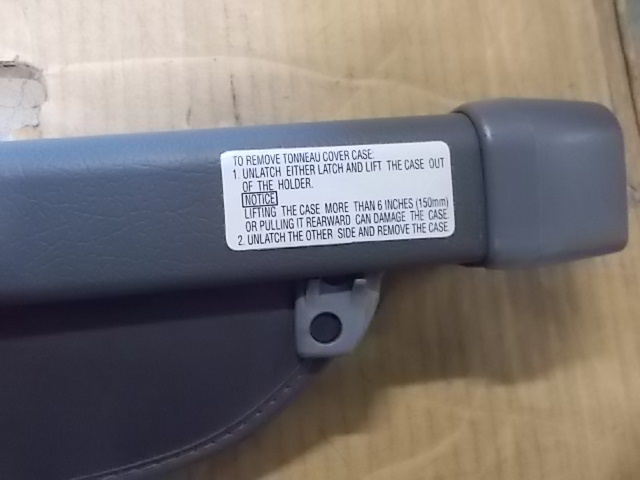 TO REMOVE TONNEAU COVER CASE:
1. UNLATCH EITHER LATCH AND LIFT THE CASE OUT
OF THE HOLDER.
NOTICE
LIFTING THE CASE MORE THAN 6 INCHES (150mm)
OR PULLING IT REARWARD CAN DAMAGE THE CASE.
2. UNLATCH THE OTHER SIDE AND REMOVE THE CASE.